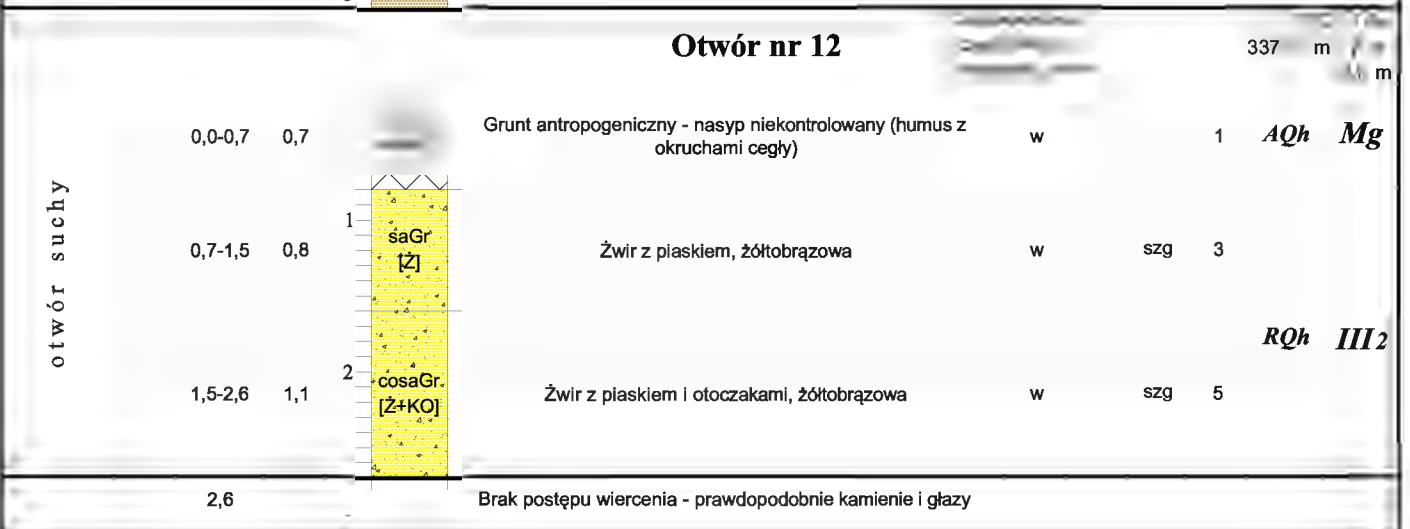 Otwór nr 12
337 m
m
0,0-0,7 0,7 Grunt antropogeniczny - nasyp niekontrolowany (humus z
okruchami cegły) w 1 AQh Mg
otwór suchy
1
0,7-1,5 0,8 saGr
[Ż] Żwir z piaskiem, żółtobrązowa w szg 3
RQh III2
2
1,5-2,6 1,1 cosaGr
[Ż+KO] Żwir z piaskiem i otoczakami, żółtobrązowa w szg 5
2,6 Brak postępu wiercenia - prawdopodobnie kamienie i głazy